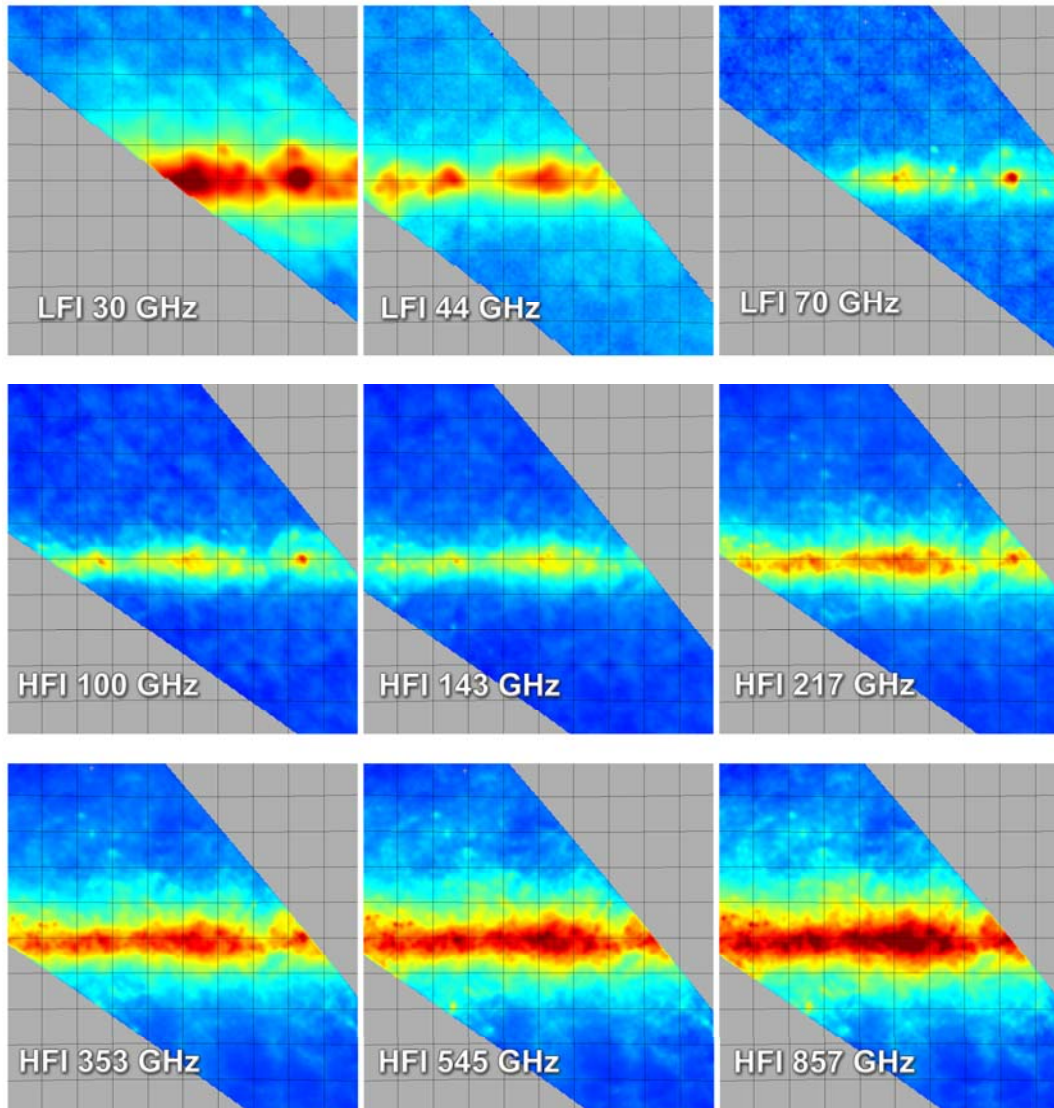 LFI 30 GHz
LFI 44 GHz
LFI 70 GHz
HFI 100 GHz
HFI 143 GHz
HFI 217 GHz
HFI 353 GHz
HFI 545 GHz
HFI 857 GHz